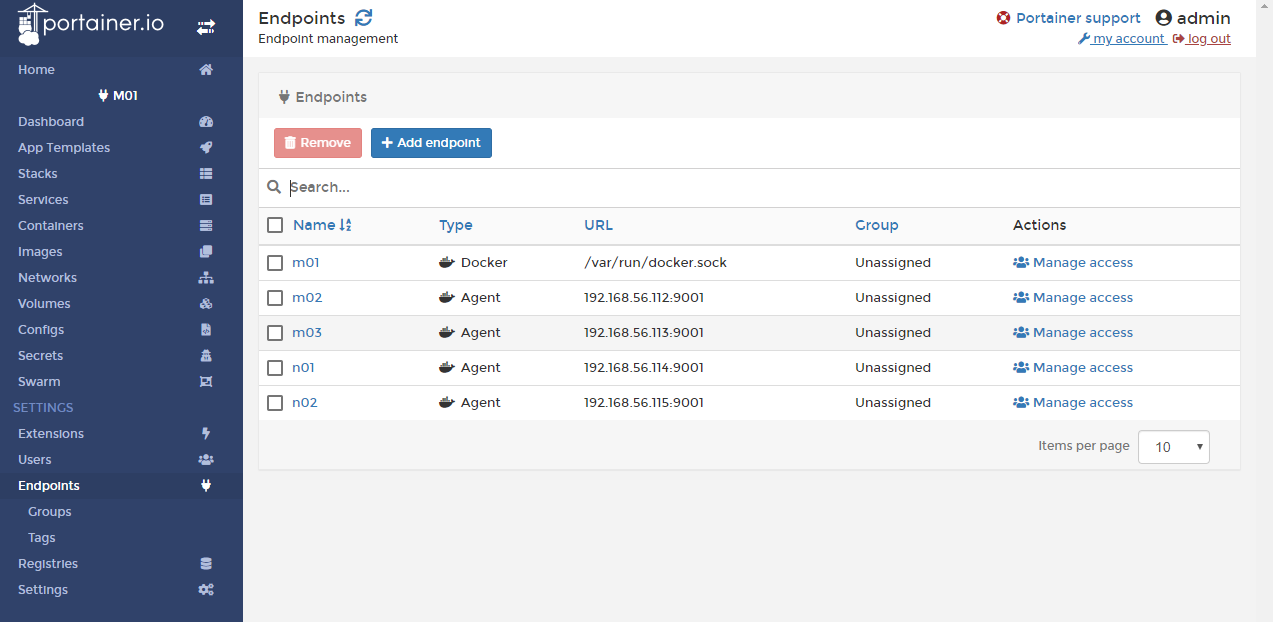 portainer.io
Home
M01
Dashboard
App Templates
Stacks
Services
Containers
Images
Networks
Volumes
Configs
Secrets
Swarm
SETTINGS
Extensions
Users
Endpoints
Groups
Tags
Registries
Settings
Endpoints
Endpoint management
Portainer support admin
my account log out
Endpoints
Remove Add endpoint
Search...
Name Type URL Group Actions
m01 Docker /var/run/docker.sock Unassigned Manage access
m02 Agent 192.168.56.112:9001 Unassigned Manage access
m03 Agent 192.168.56.113:9001 Unassigned Manage access
n01 Agent 192.168.56.114:9001 Unassigned Manage access
n02 Agent 192.168.56.115:9001 Unassigned Manage access
Items per page 10